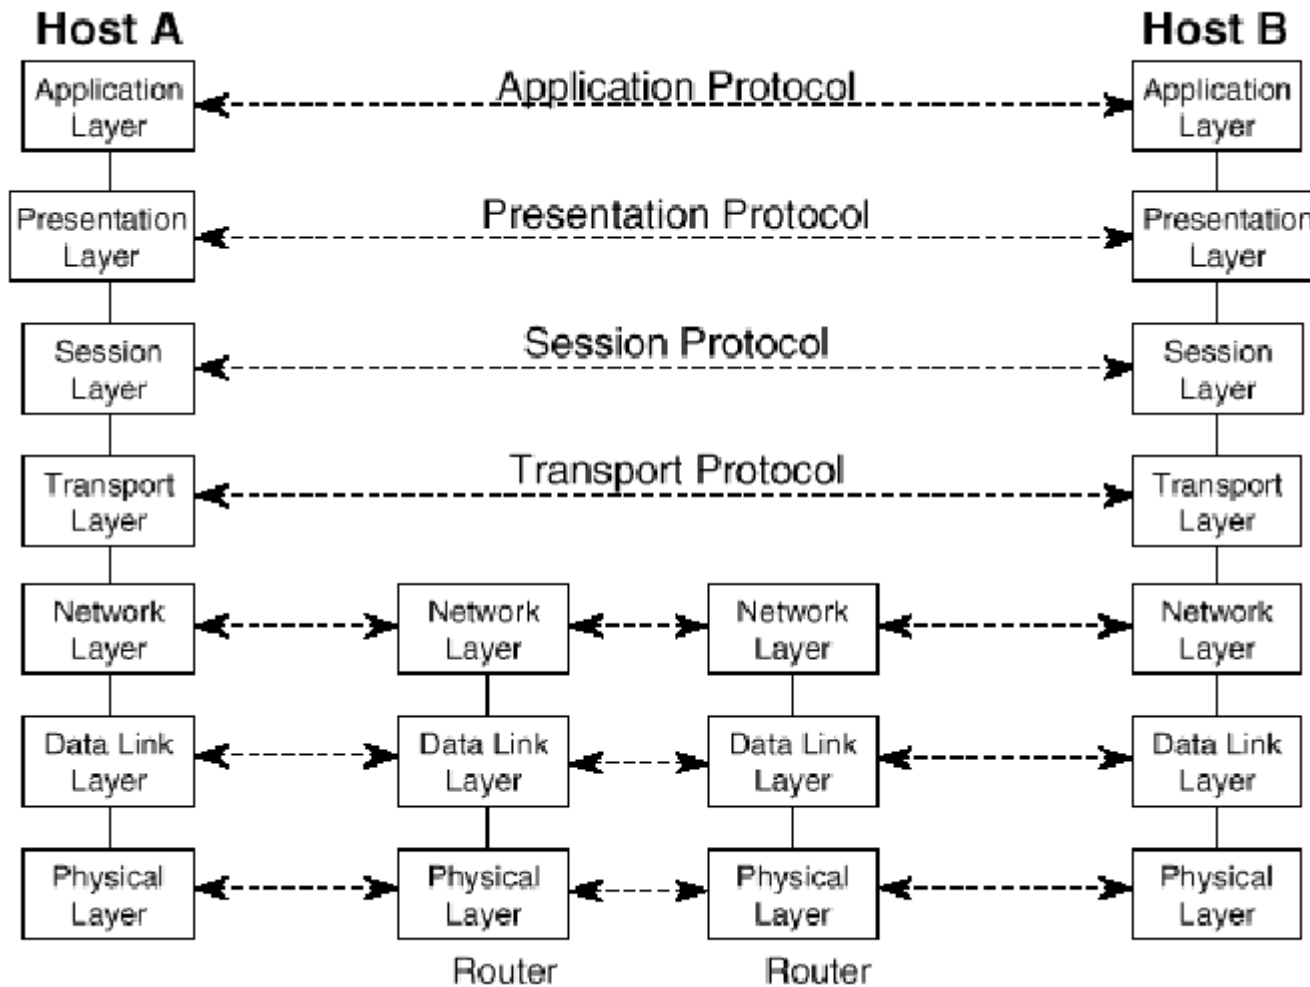 Host A
Host B
Application
Layer
Application Protocol
Application
Layer
Presentation
Layer
Presentation Protocol
Presentation
Layer
Session
Layer
Session Protocol
Session
Layer
Transport
Layer
Transport Protocol
Transport
Layer
Network
Layer
Network
Layer
Network
Layer
Network
Layer
Data Link
Layer
Data Link
Layer
Data Link
Layer
Data Link
Layer
Physical
Layer
Physical
Layer
Physical
Layer
Physical
Layer
Router
Router